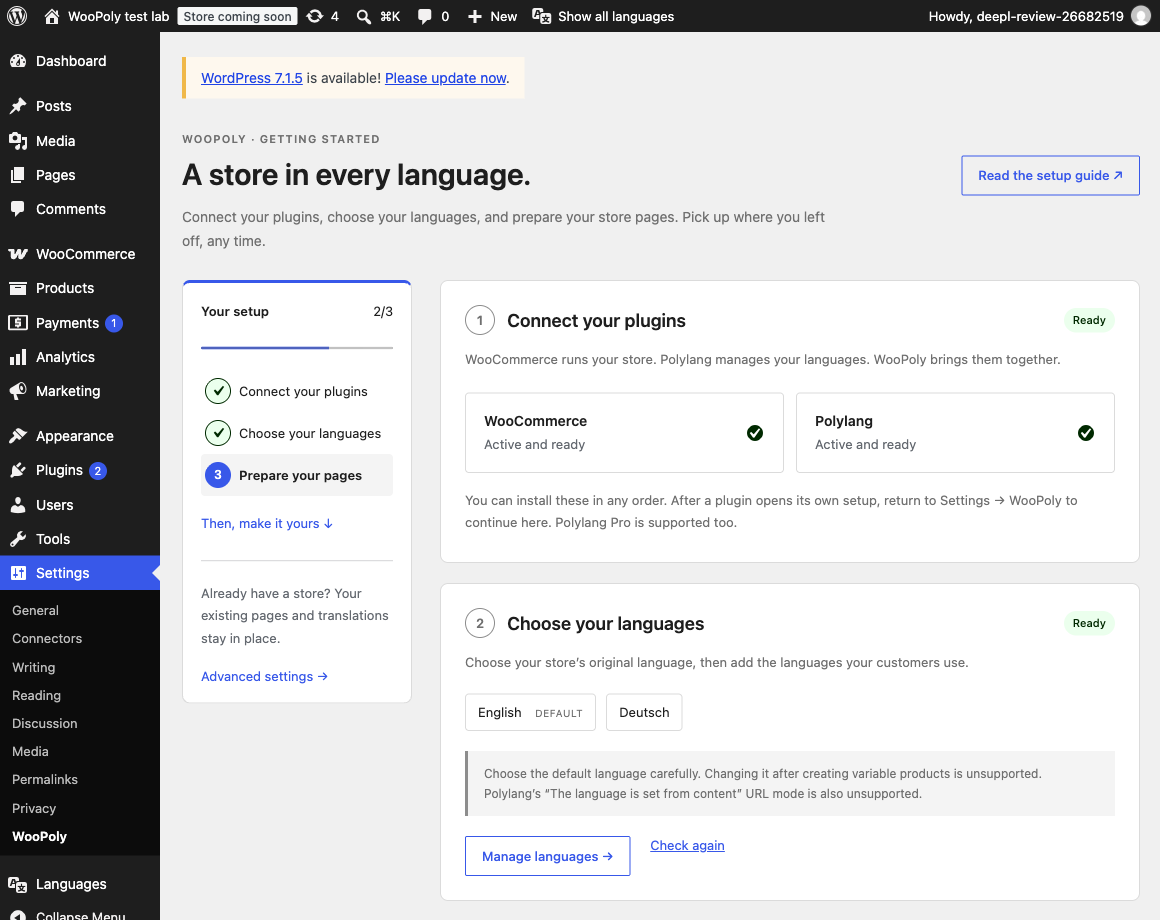 WooPoly test lab
Store coming soon
4
⌘K
0
New
Show all languages
Howdy, deepl-review-26682519
Dashboard
Posts
Media
Pages
Comments
WooCommerce
Products
Payments 1
Analytics
Marketing
Appearance
Plugins 2
Users
Tools
Settings
General
Connectors
Writing
Reading
Discussion
Media
Permalinks
Privacy
WooPoly
Languages
Collapse Menu
WordPress 7.1.5 is available! Please update now.
WOOPOLY · GETTING STARTED
A store in every language.
Read the setup guide ↗
Connect your plugins, choose your languages, and prepare your store pages. Pick up where you left
off, any time.
Your setup 2/3
Connect your plugins
Choose your languages
3 Prepare your pages
Then, make it yours ↓
Already have a store? Your
existing pages and translations
stay in place.
Advanced settings →
1 Connect your plugins Ready
WooCommerce runs your store. Polylang manages your languages. WooPoly brings them together.
WooCommerce
Active and ready
Polylang
Active and ready
You can install these in any order. After a plugin opens its own setup, return to Settings → WooPoly to
continue here. Polylang Pro is supported too.
2 Choose your languages Ready
Choose your store’s original language, then add the languages your customers use.
English DEFAULT
Deutsch
Choose the default language carefully. Changing it after creating variable products is unsupported.
Polylang’s “The language is set from content” URL mode is also unsupported.
Manage languages →
Check again